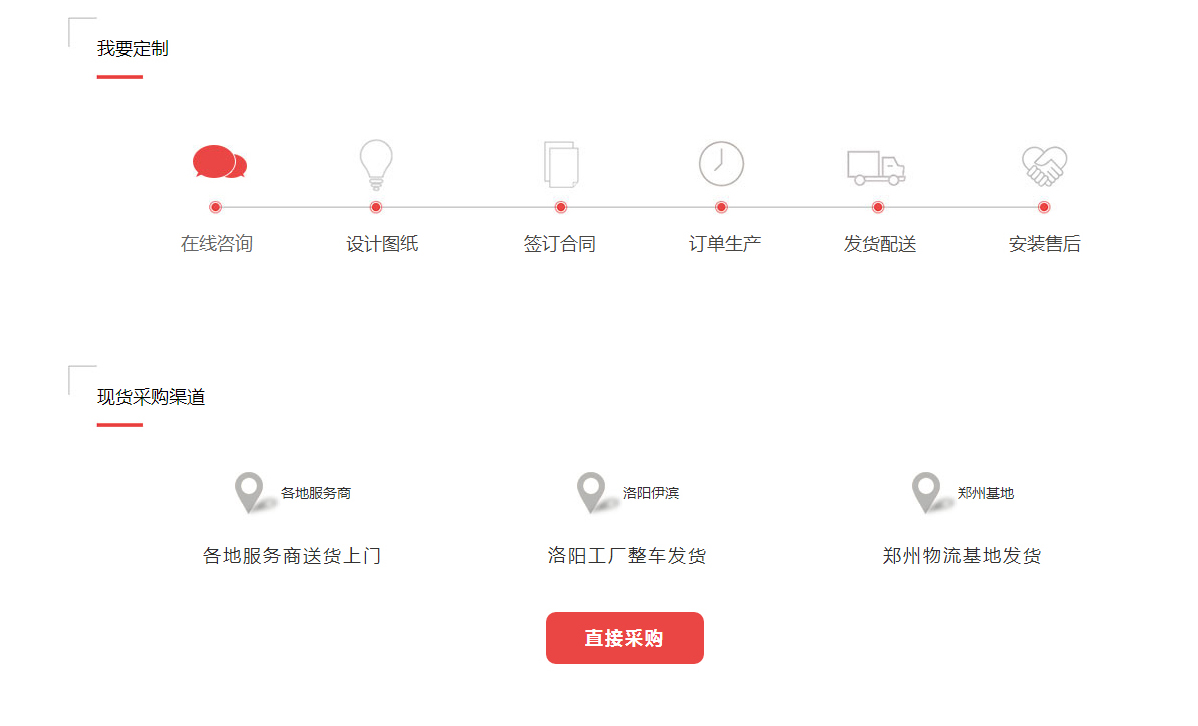 我要定制
在线咨询 设计图纸 签订合同 订单生产 发货配送 安装售后
现货采购渠道
各地服务商 洛阳伊滨 郑州基地
各地服务商送货上门 洛阳工厂整车发货 郑州物流基地发货
直接采购